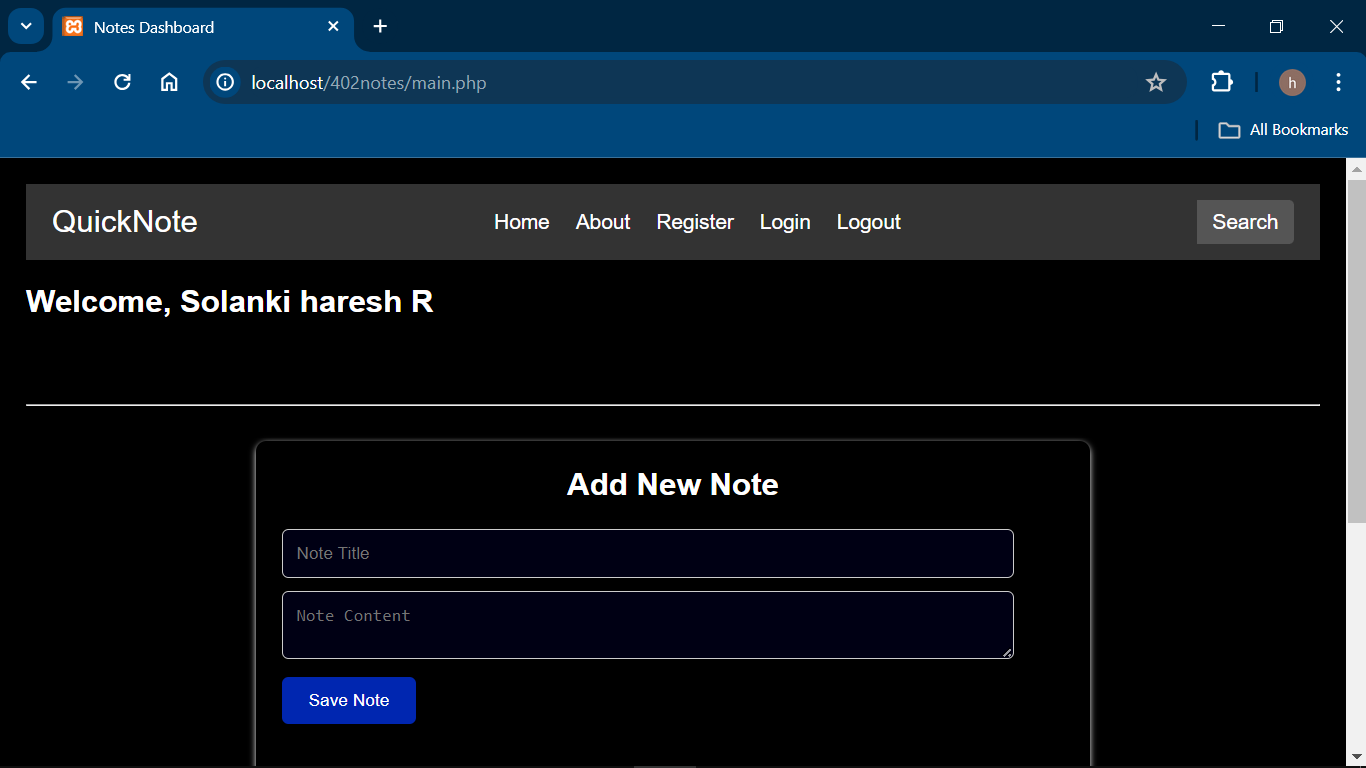 Notes Dashboard
localhost/402notes/main.php
h
All Bookmarks
QuickNote
Home About Register Login Logout
Search
Welcome, Solanki haresh R
Add New Note
Note Title
Note Content
Save Note